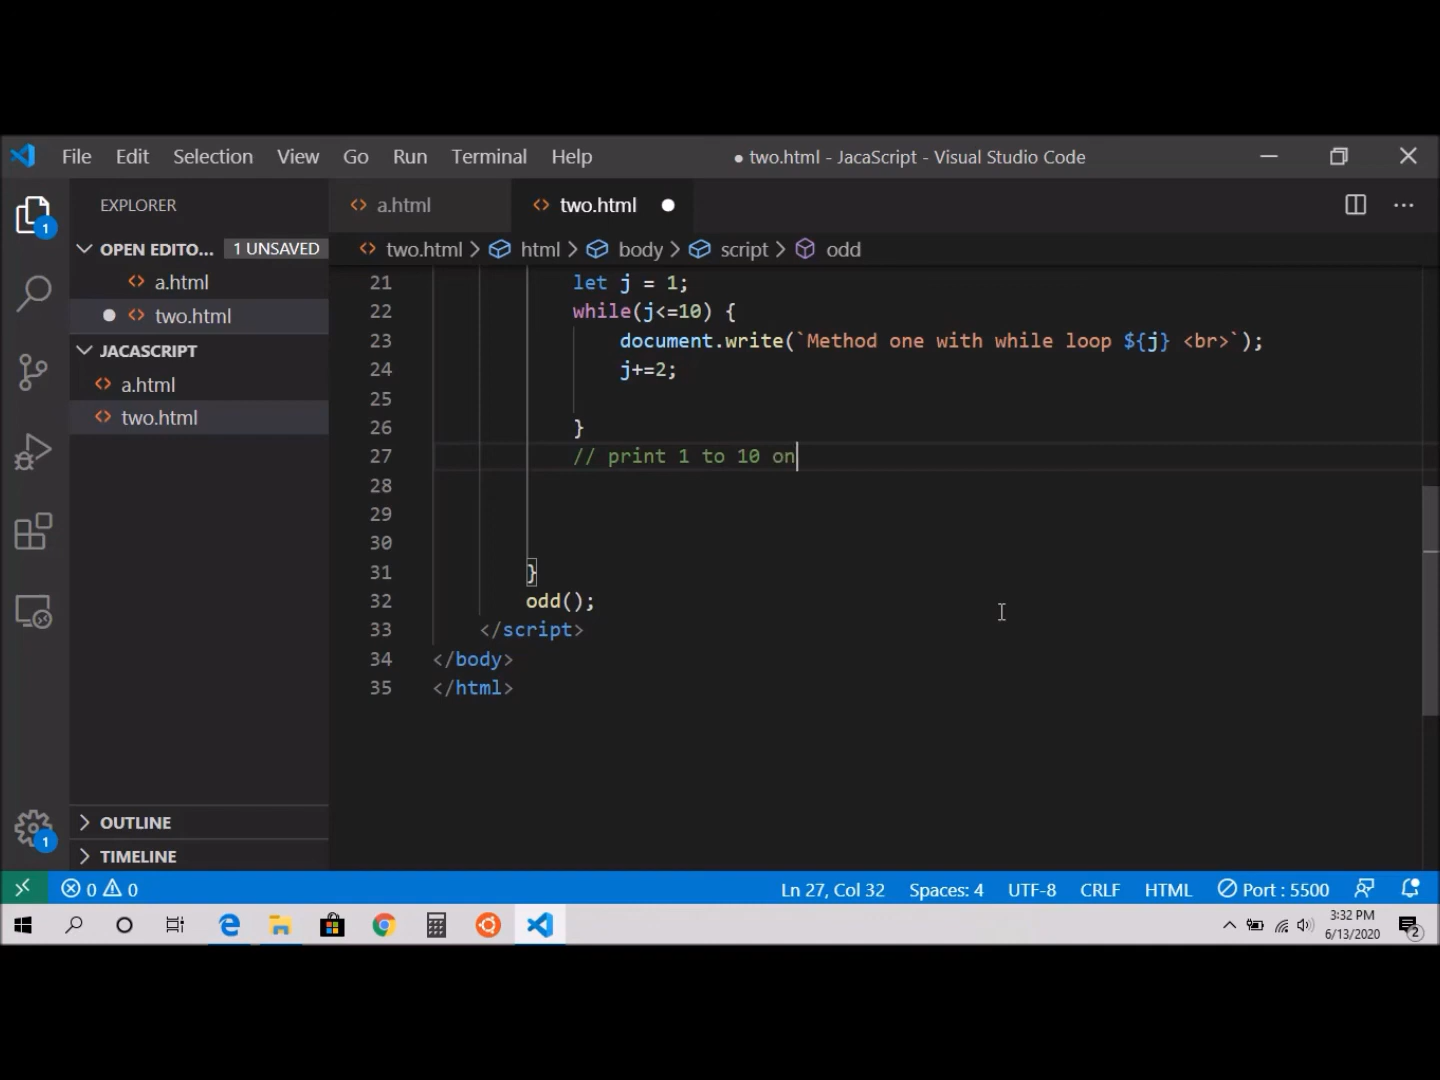 File Edit Selection View Go Run Terminal Help ● two.html - JacaScript - Visual Studio Code
EXPLORER
a.html
two.html
OPEN EDITO... 1 UNSAVED
two.html > html > body > script > odd
a.html
two.html
JACASCRIPT
a.html
two.html
21 let j = 1;
22 while(j<=10) {
23 document.write(`Method one with while loop ${j} <br>`);
24 j+=2;
25
26 }
27 // print 1 to 10 on
28
29
30
31 }
32 odd();
33 </script>
34 </body>
35 </html>
OUTLINE
TIMELINE
1
1
0 0 Ln 27, Col 32 Spaces: 4 UTF-8 CRLF HTML Port : 5500
3:32 PM
6/13/2020
2